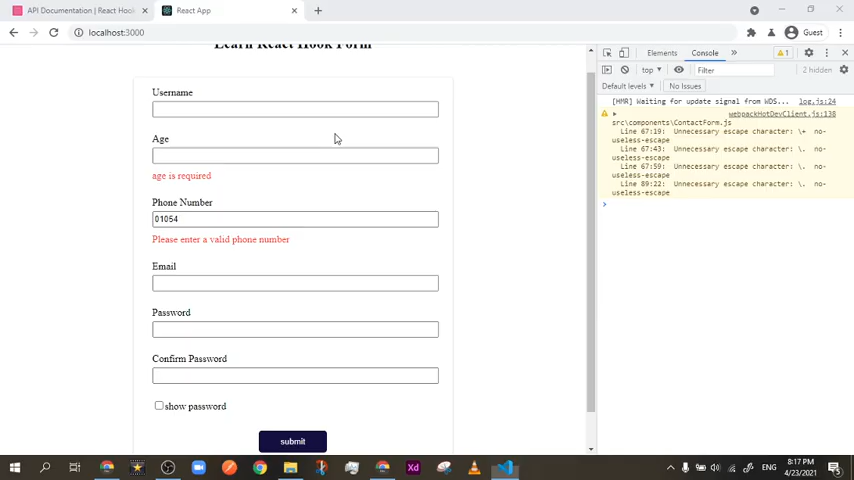 API Documentation | React Hook
React App
localhost:3000
Guest
Learn React Hook Form
Username
Age
age is required
Phone Number
01054
Please enter a valid phone number
Email
Password
Confirm Password
show password
submit
Elements
Console
1
top
Filter
2 hidden
Default levels
No Issues
[HMR] Waiting for update signal from WDS... log.js:24
webpackHotDevClient.js:138
src\components\ContactForm.js
Line 67:19: Unnecessary escape character: \+ no-
useless-escape
Line 67:43: Unnecessary escape character: \. no-
useless-escape
Line 67:59: Unnecessary escape character: \. no-
useless-escape
Line 89:22: Unnecessary escape character: \. no-
useless-escape
Xd
ENG
8:17 PM
4/23/2021